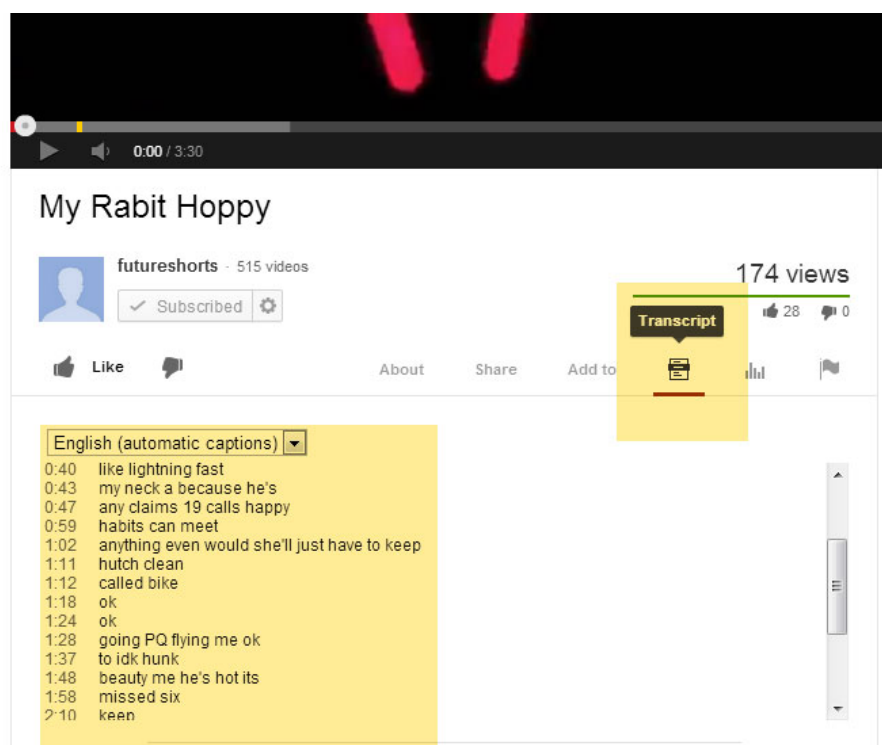 0:00 / 3:30
My Rabit Hoppy
futureshorts · 515 videos
Subscribed
174 views
28 0
Transcript
Like About Share Add to
English (automatic captions)
0:40 like lightning fast
0:43 my neck a because he's
0:47 any claims 19 calls happy
0:59 habits can meet
1:02 anything even would she'll just have to keep
1:11 hutch clean
1:12 called bike
1:18 ok
1:24 ok
1:28 going PQ flying me ok
1:37 to idk hunk
1:48 beauty me he's hot its
1:58 missed six
2:10 keep